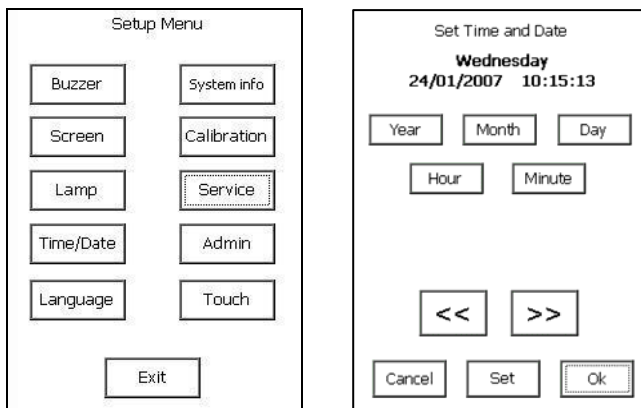 Setup Menu
Buzzer System info
Screen Calibration
Lamp Service
Time/Date Admin
Language Touch
Exit
Set Time and Date
Wednesday
24/01/2007 10:15:13
Year Month Day
Hour Minute
<< >>
Cancel Set Ok